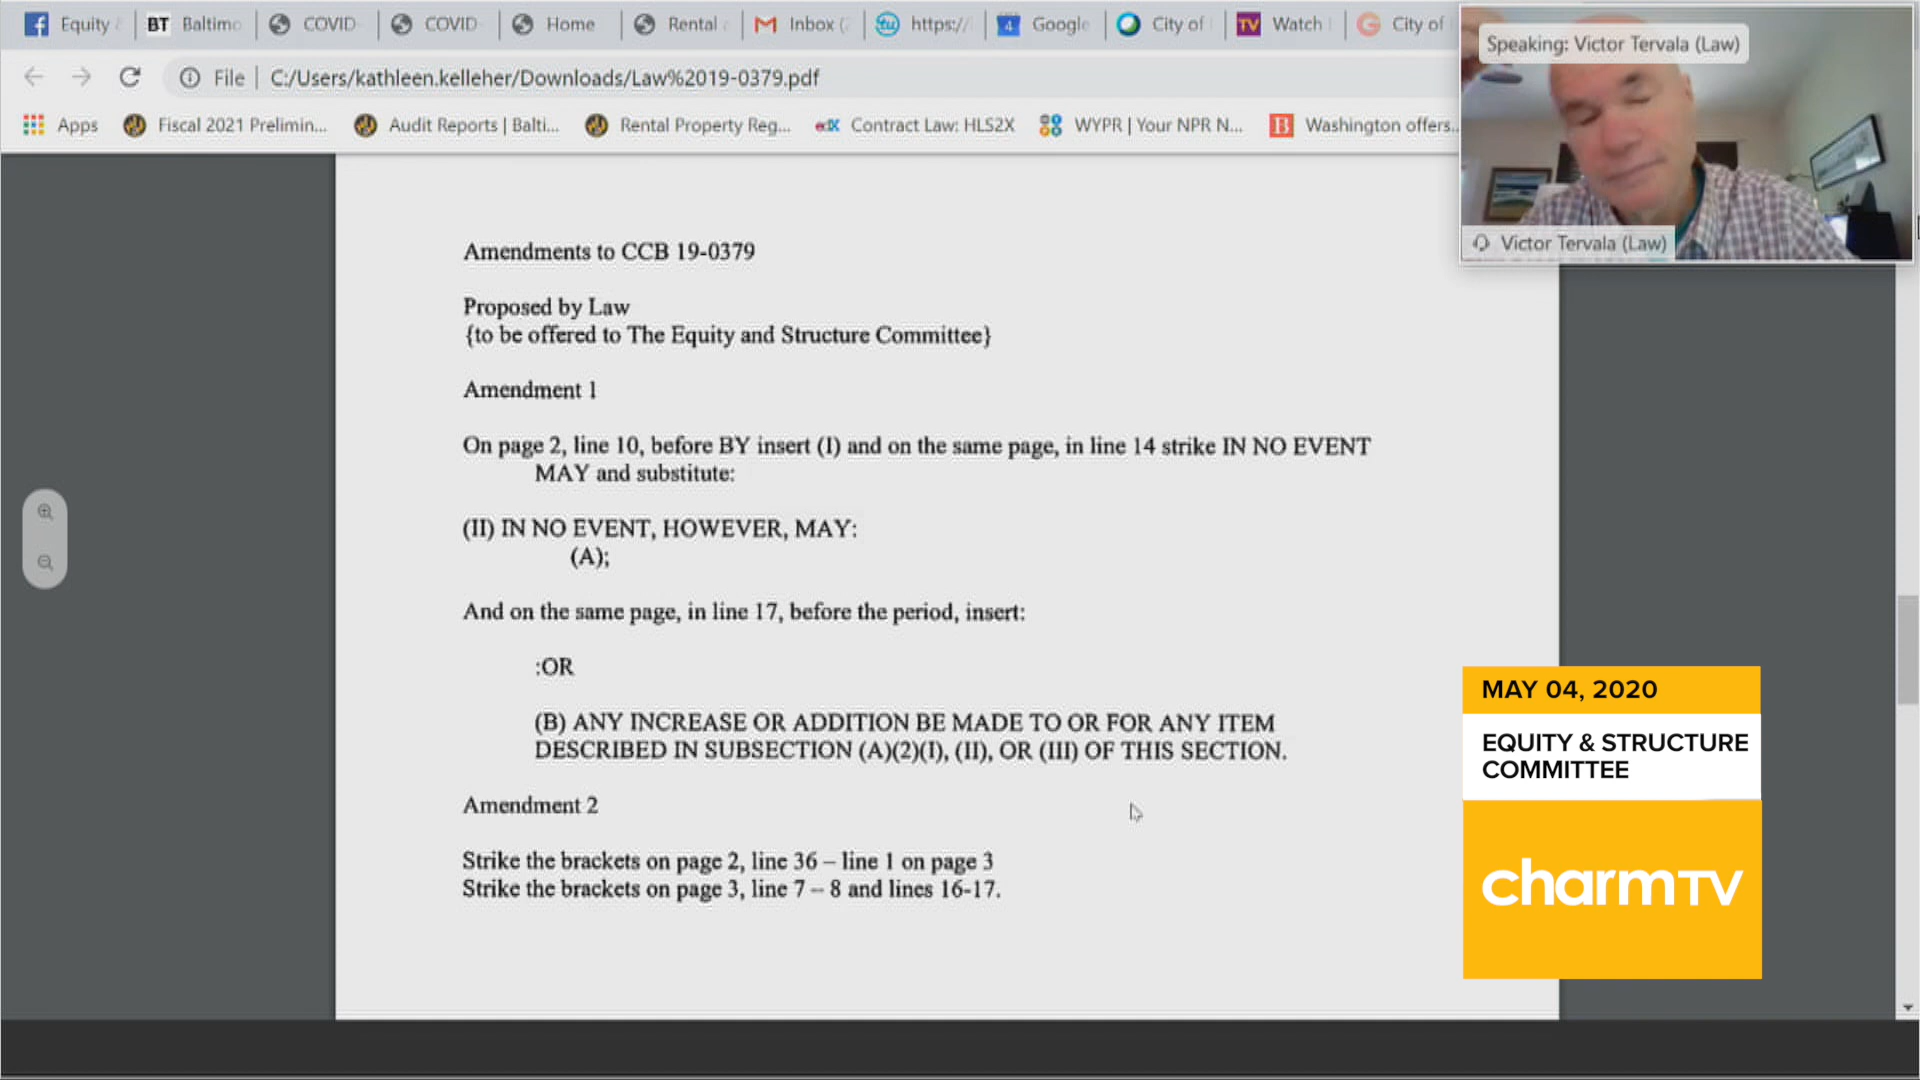 Equity
BT Baltimo
COVID
COVID
Home
Rental
Inbox (
https://
4 Google
City of
TV Watch
City of
File
C:/Users/kathleen.kelleher/Downloads/Law%2019-0379.pdf
Apps
Fiscal 2021 Prelimin...
Audit Reports | Balti...
Rental Property Reg...
edX Contract Law: HLS2X
WYPR | Your NPR N...
B Washington offers...
Speaking: Victor Tervala (Law)
Victor Tervala (Law)
Amendments to CCB 19-0379
Proposed by Law
{to be offered to The Equity and Structure Committee}
Amendment 1
On page 2, line 10, before BY insert (I) and on the same page, in line 14 strike IN NO EVENT
MAY and substitute:
(II) IN NO EVENT, HOWEVER, MAY:
(A);
And on the same page, in line 17, before the period, insert:
:OR
(B) ANY INCREASE OR ADDITION BE MADE TO OR FOR ANY ITEM
DESCRIBED IN SUBSECTION (A)(2)(I), (II), OR (III) OF THIS SECTION.
Amendment 2
Strike the brackets on page 2, line 36 – line 1 on page 3
Strike the brackets on page 3, line 7 – 8 and lines 16-17.
MAY 04, 2020
EQUITY & STRUCTURE
COMMITTEE
charmTV